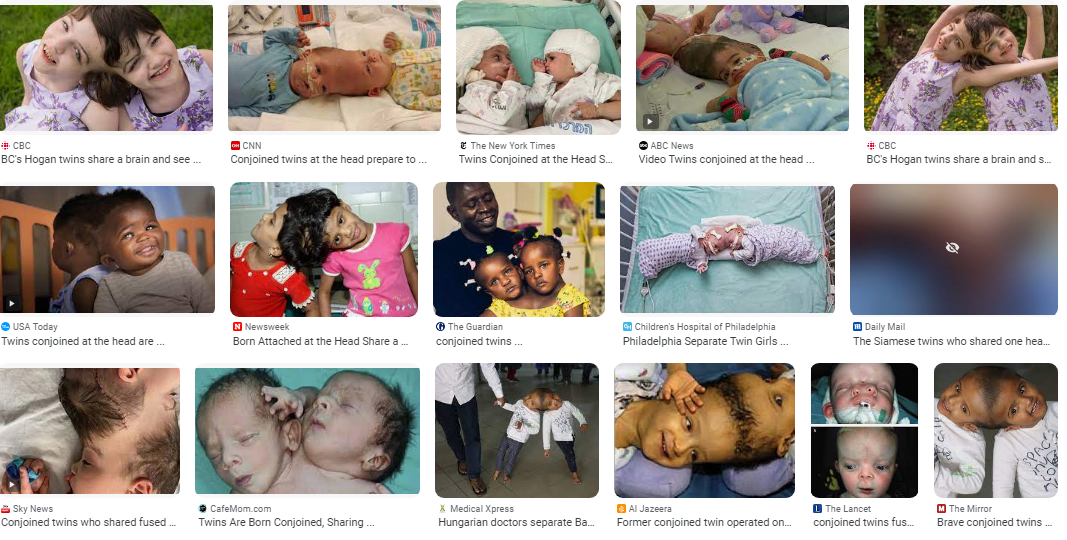 CBC
BC's Hogan twins share a brain and see ...
CNN
Conjoined twins at the head prepare to ...
The New York Times
Twins Conjoined at the Head S...
ABC News
Video Twins conjoined at the head ...
CBC
BC's Hogan twins share a brain and s...
USA Today
Twins conjoined at the head are ...
Newsweek
Born Attached at the Head Share a ...
The Guardian
conjoined twins ...
Children's Hospital of Philadelphia
Philadelphia Separate Twin Girls ...
Daily Mail
The Siamese twins who shared one hea...
Sky News
Conjoined twins who shared fused ...
CafeMom.com
Twins Are Born Conjoined, Sharing ...
Medical Xpress
Hungarian doctors separate Ba...
Al Jazeera
Former conjoined twin operated on...
The Lancet
conjoined twins fus...
The Mirror
Brave conjoined twins ...